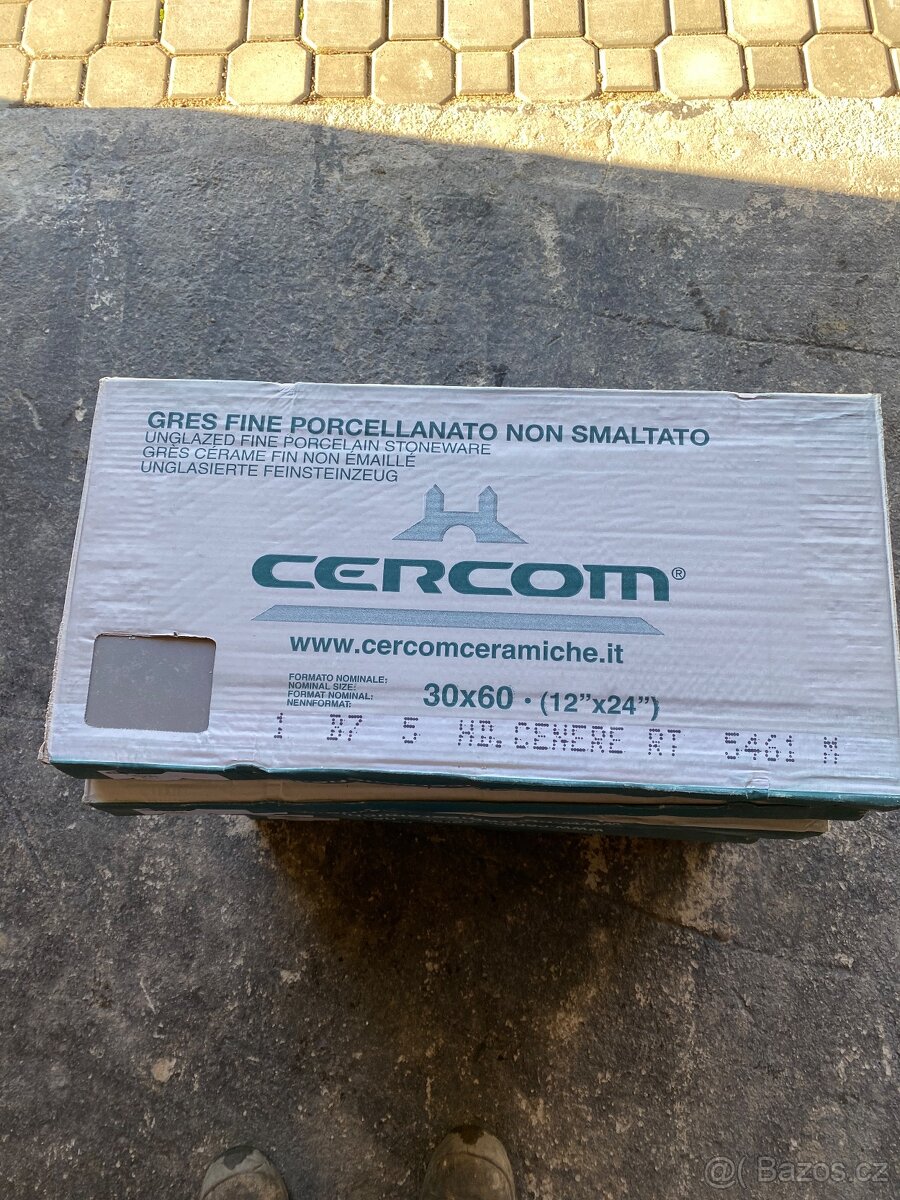 GRES FINE PORCELLANATO NON SMALTATO
UNGLAZED FINE PORCELAIN STONEWARE
GRÈS CÉRAME FIN NON ÉMAILLÉ
UNGLASIERTE FEINSTEINZEUG
CERCOM®
www.cercomceramiche.it
FORMATO NOMINALE:
NOMINAL SIZE:
FORMAT NOMINAL:
NENNFORMAT:
30x60 · (12"x24")
1 B7 5 HD.CENERE RT 5461 M
@( Bazos.cz